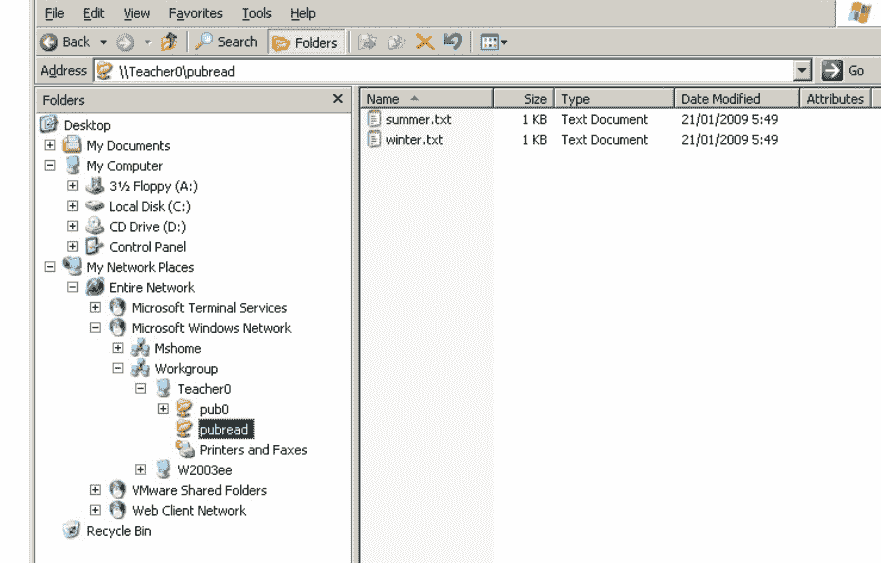 File Edit View Favorites Tools Help
Back Search Folders
Address \\Teacher0\pubread Go
Folders
Name Size Type Date Modified Attributes
Desktop
My Documents
My Computer
3½ Floppy (A:)
Local Disk (C:)
CD Drive (D:)
Control Panel
My Network Places
Entire Network
Microsoft Terminal Services
Microsoft Windows Network
Mshome
Workgroup
Teacher0
pub0
pubread
Printers and Faxes
W2003ee
VMware Shared Folders
Web Client Network
Recycle Bin
summer.txt 1 KB Text Document 21/01/2009 5:49
winter.txt 1 KB Text Document 21/01/2009 5:49